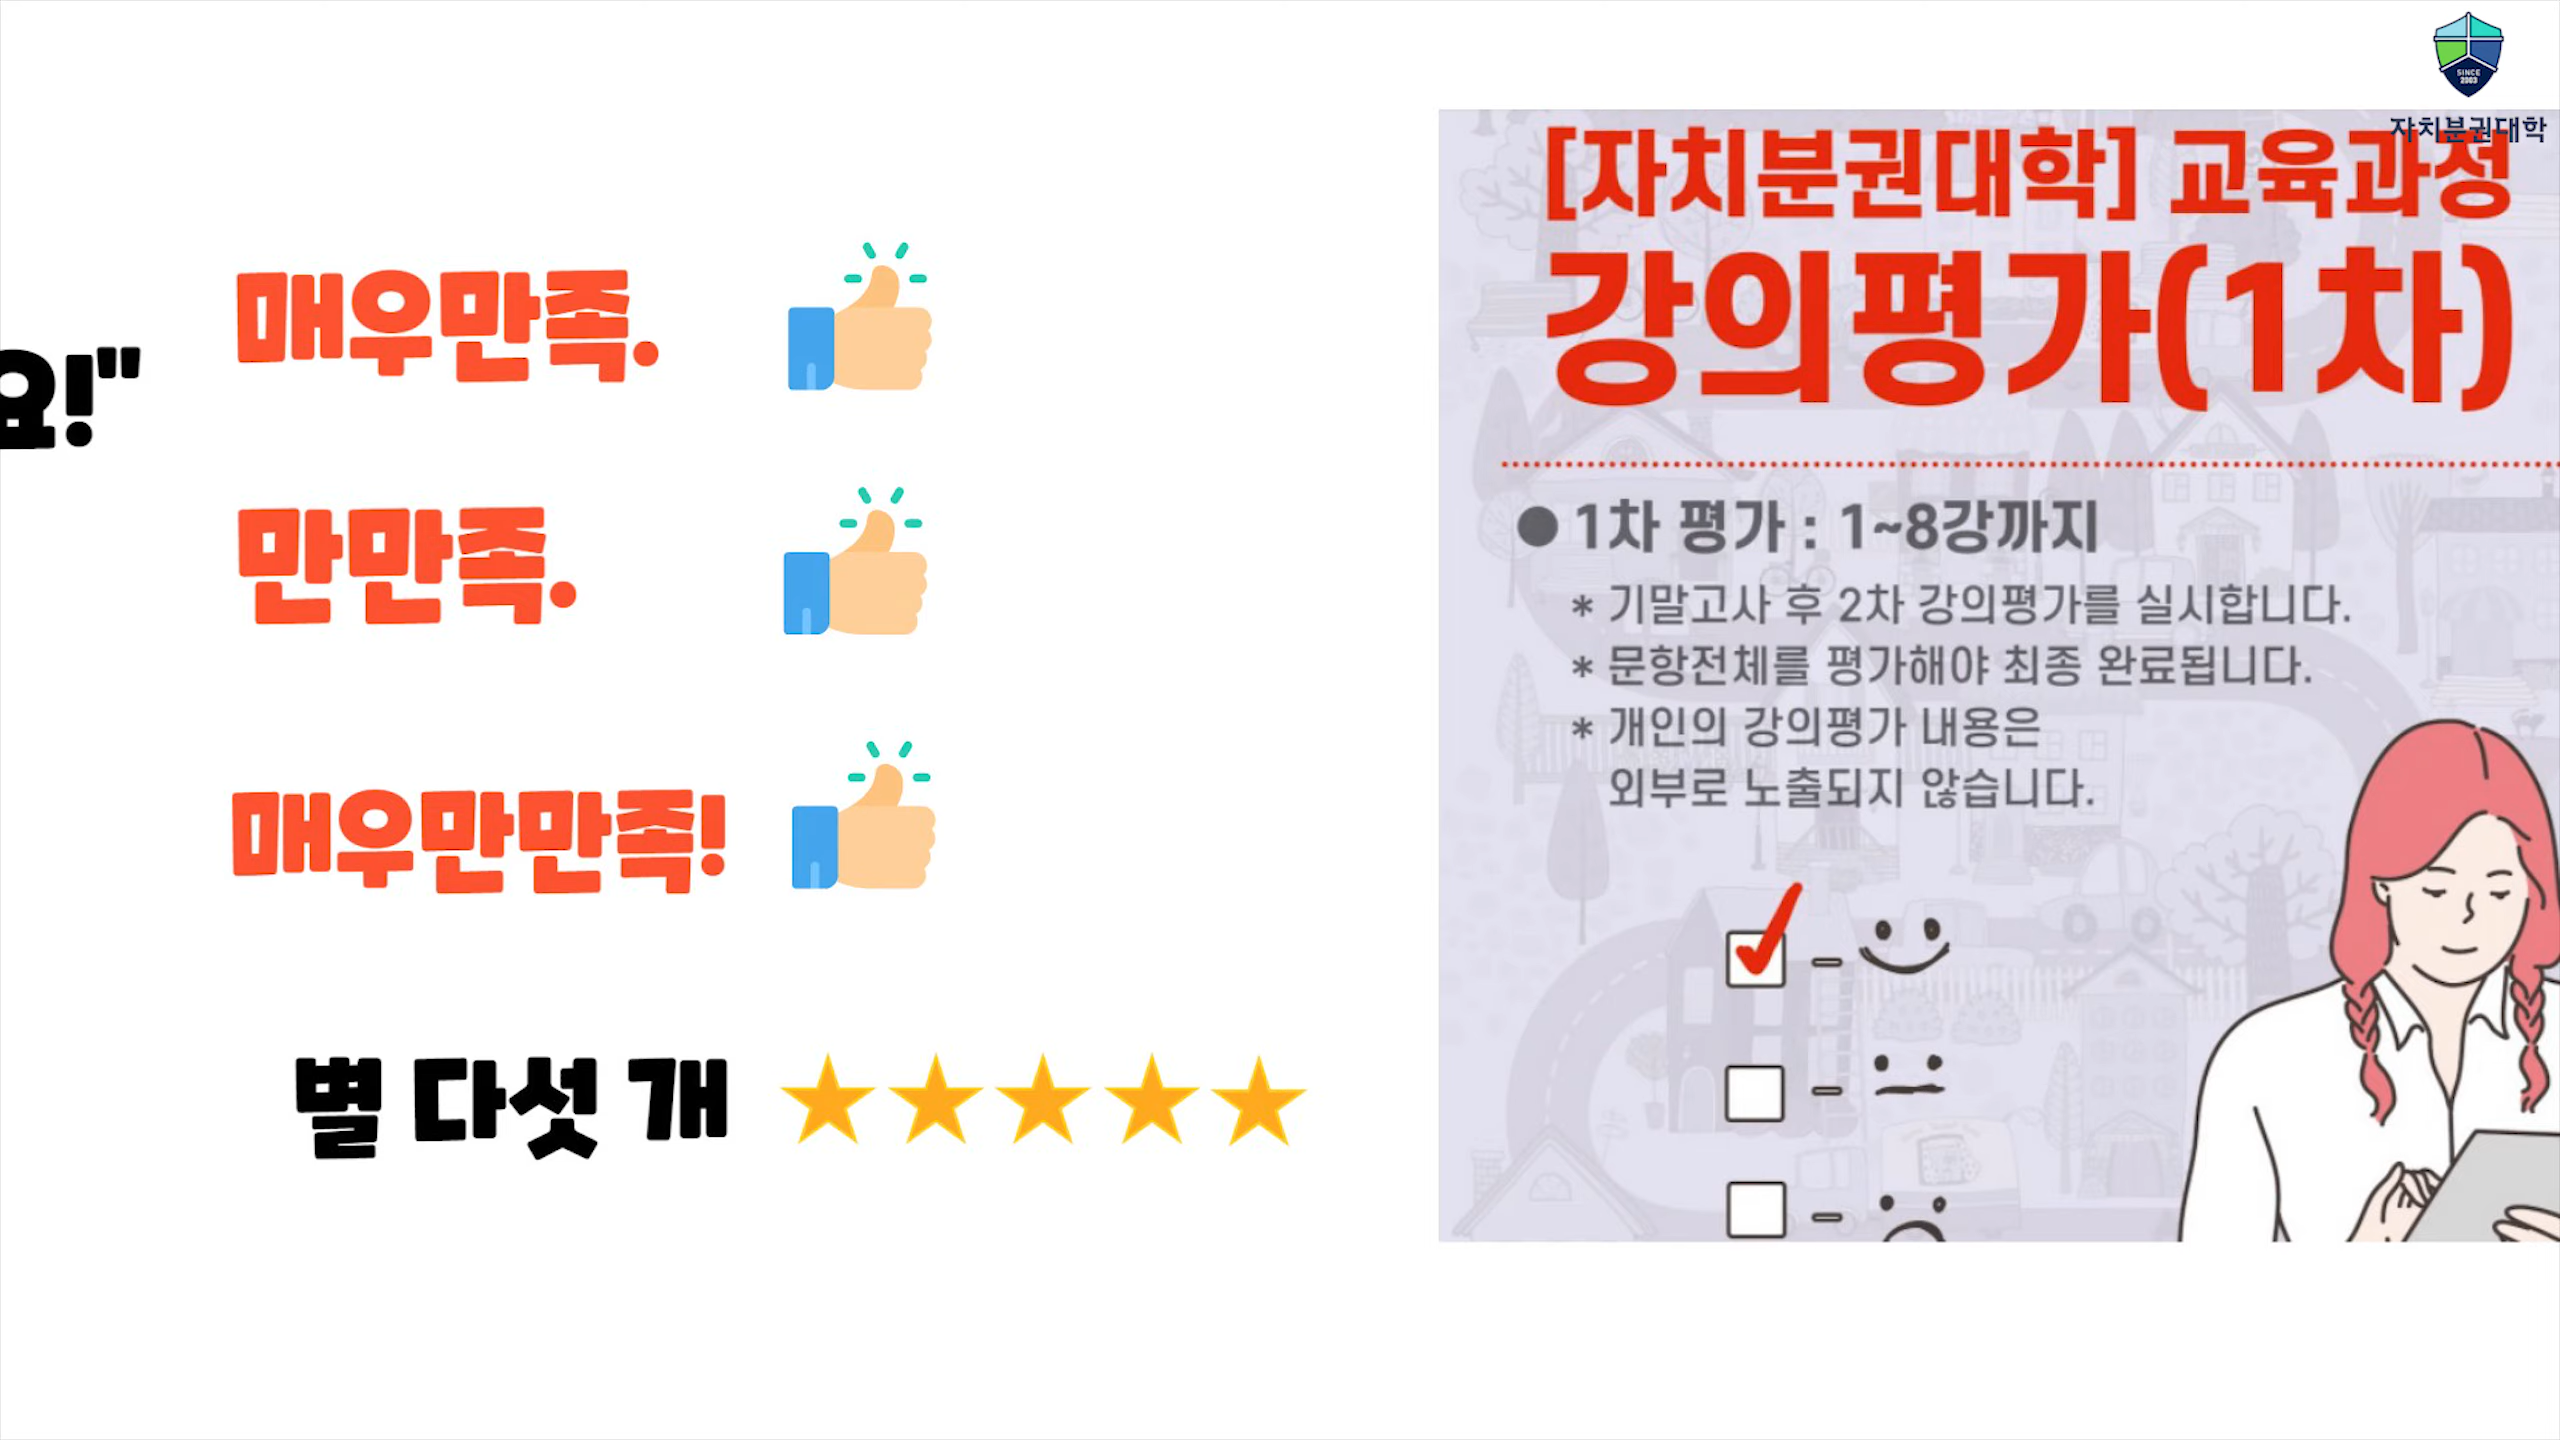 요!"
매우만족.
만만족.
매우만만족!
별 다섯 개
SINCE
2003
자치분권대학
[자치분권대학] 교육과정
강의평가(1차)
● 1차 평가 : 1~8강까지
* 기말고사 후 2차 강의평가를 실시합니다.
* 문항전체를 평가해야 최종 완료됩니다.
* 개인의 강의평가 내용은
외부로 노출되지 않습니다.